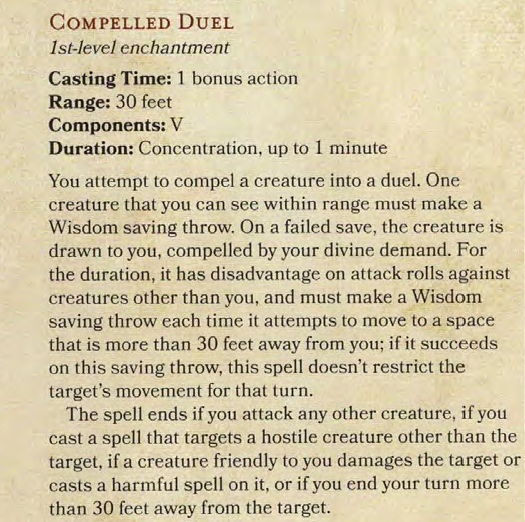 COMPELLED DUEL
1st-level enchantment
Casting Time: 1 bonus action
Range: 30 feet
Components: V
Duration: Concentration, up to 1 minute
You attempt to compel a creature into a duel. One
creature that you can see within range must make a
Wisdom saving throw. On a failed save, the creature is
drawn to you, compelled by your divine demand. For
the duration, it has disadvantage on attack rolls against
creatures other than you, and must make a Wisdom
saving throw each time it attempts to move to a space
that is more than 30 feet away from you; if it succeeds
on this saving throw, this spell doesn't restrict the
target's movement for that turn.
The spell ends if you attack any other creature, if you
cast a spell that targets a hostile creature other than the
target, if a creature friendly to you damages the target or
casts a harmful spell on it, or if you end your turn more
than 30 feet away from the target.